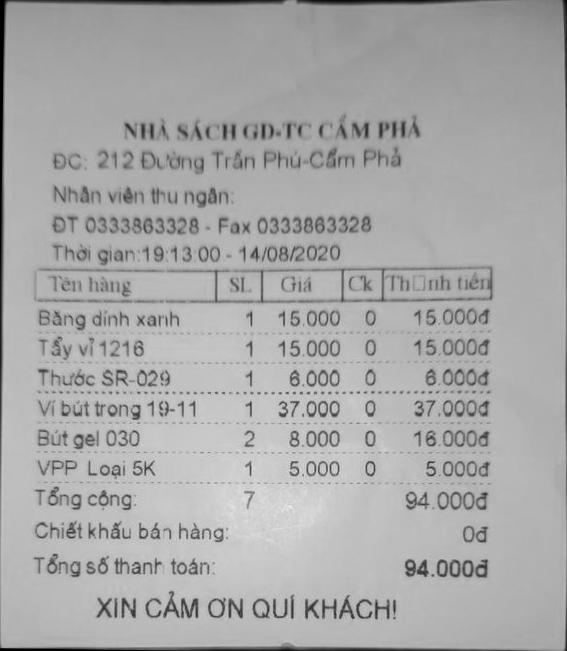 NHÀ SÁCH GD-TC CẨM PHẢ
ĐC: 212 Đường Trần Phú-Cẩm Phả
Nhân viên thu ngân:
ĐT 0333863328 - Fax 0333863328
Thời gian:19:13:00 - 14/08/2020
Tên hàng SL Giá Ck Th□nh tiền
Băng dính xanh 1 15.000 0 15.000đ
Tẩy vỉ 1216 1 15.000 0 15.000đ
Thước SR-029 1 6.000 0 6.000đ
Ví bút trong 19-11 1 37.000 0 37.000đ
Bút gel 030 2 8.000 0 16.000đ
VPP Loại 5K 1 5.000 0 5.000đ
Tổng cộng: 7 94.000đ
Chiết khấu bán hàng: 0đ
Tổng số thanh toán: 94.000đ
XIN CẢM ƠN QUÍ KHÁCH!